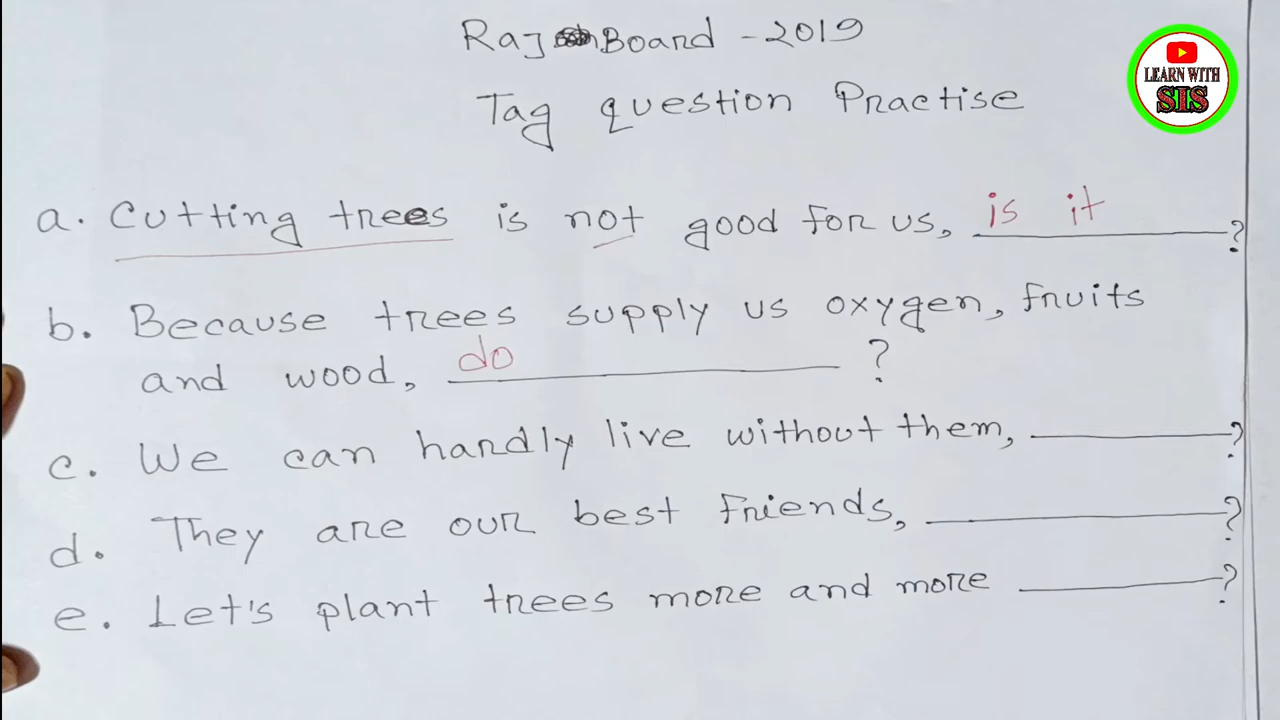 Raj Board - 2019
LEARN WITH
SIS
Tag question Practise
a. Cutting trees is not good for us, is it ?
b. Because trees supply us oxygen, fruits
and wood, do ?
c. We can hardly live without them, ?
d. They are our best friends, ?
e. Let's plant trees more and more ?